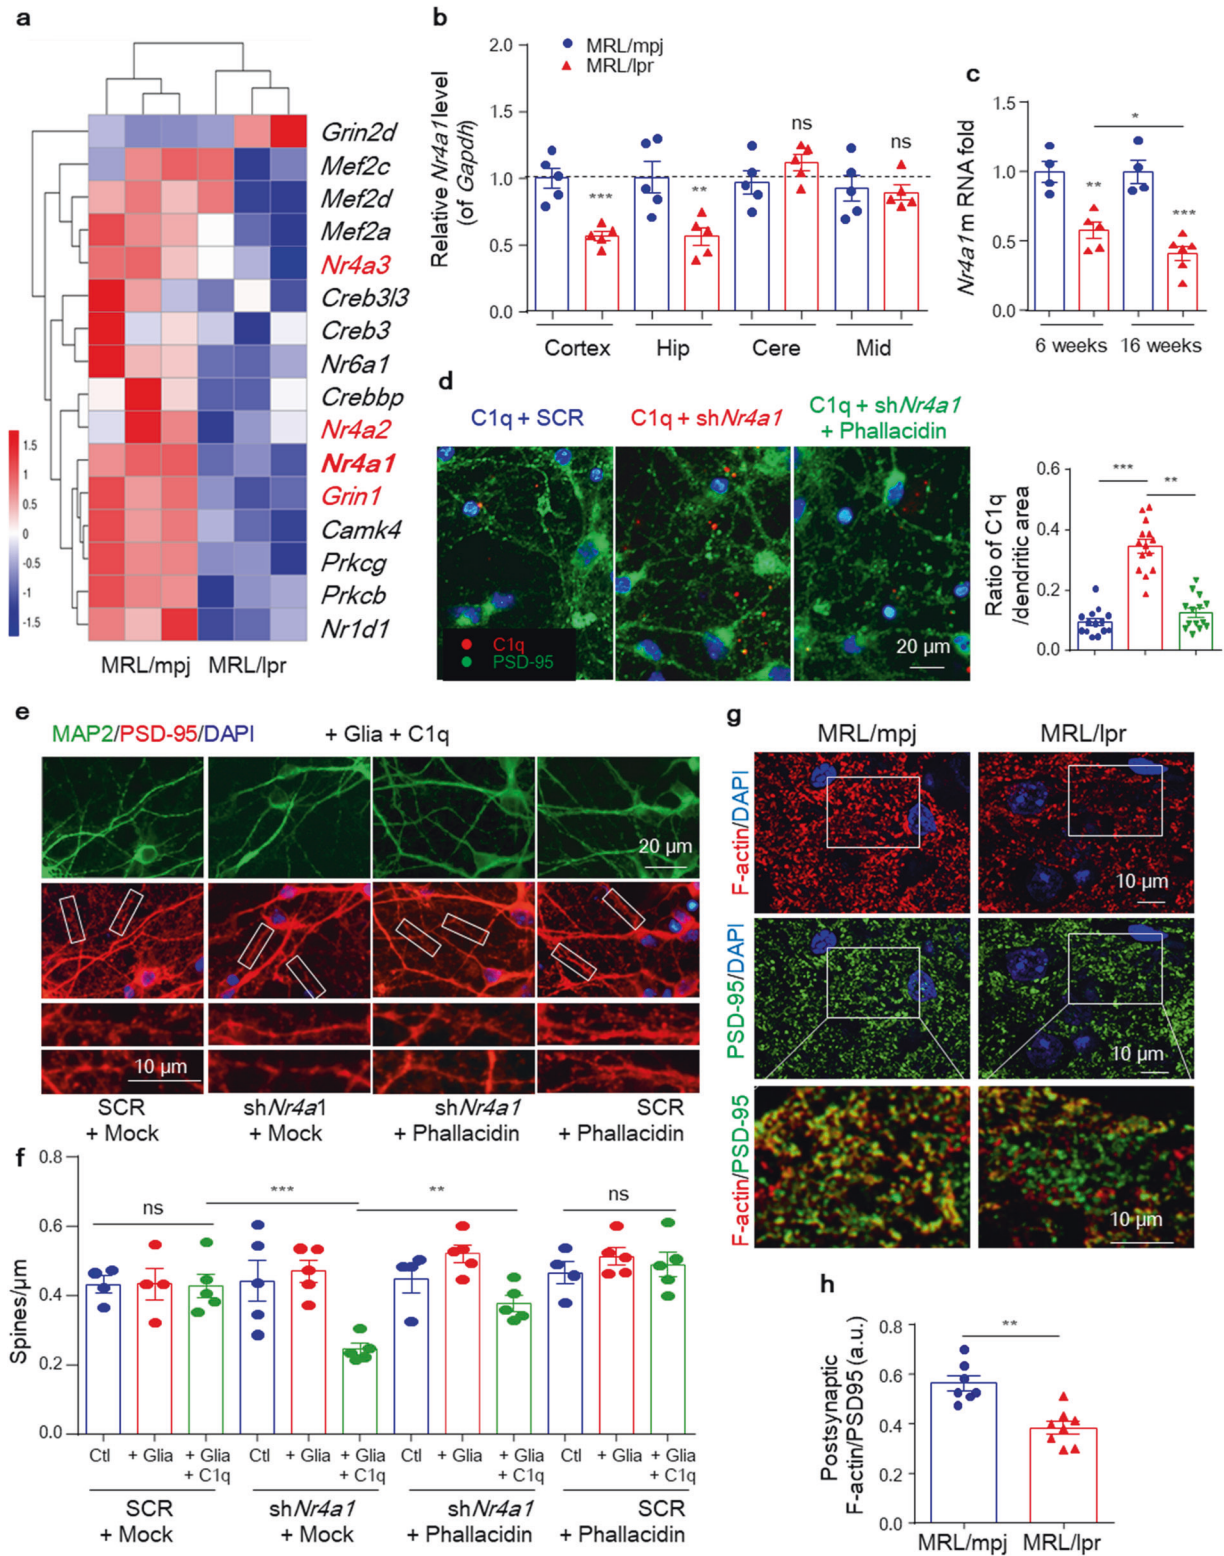 a
Grin2d
Mef2c
Mef2d
Mef2a
Nr4a3
Creb3l3
Creb3
Nr6a1
Crebbp
Nr4a2
Nr4a1
Grin1
Camk4
Prkcg
Prkcb
Nr1d1
1.5
1
0.5
0
-0.5
-1
-1.5
MRL/mpj MRL/lpr
b
MRL/mpj
MRL/lpr
Relative Nr4a1 level
(of Gapdh)
2.0
1.5
1.0
0.5
0.0
***
**
ns
ns
Cortex Hip Cere Mid
c
Nr4a1 m RNA fold
1.5
1.0
0.5
0.0
*
**
***
6 weeks 16 weeks
d
C1q + SCR
C1q + shNr4a1
C1q + shNr4a1
+ Phallacidin
C1q
PSD-95
20 µm
Ratio of C1q
/dendritic area
0.6
0.4
0.2
0.0
***
**
e
MAP2/PSD-95/DAPI + Glia + C1q
20 µm
10 µm
SCR
+ Mock
shNr4a1
+ Mock
shNr4a1
+ Phallacidin
SCR
+ Phallacidin
f
Spines/µm
0.8
0.6
0.4
0.2
0.0
ns
***
**
ns
Ctl + Glia + Glia
+ C1q
Ctl + Glia + Glia
+ C1q
Ctl + Glia + Glia
+ C1q
Ctl + Glia + Glia
+ C1q
SCR
+ Mock
shNr4a1
+ Mock
shNr4a1
+ Phallacidin
SCR
+ Phallacidin
g
MRL/mpj MRL/lpr
F-actin/DAPI
10 µm
PSD-95/DAPI
10 µm
F-actin/PSD-95
10 µm
h
Postsynaptic
F-actin/PSD95 (a.u.)
0.8
0.6
0.4
0.2
0.0
**
MRL/mpj MRL/lpr